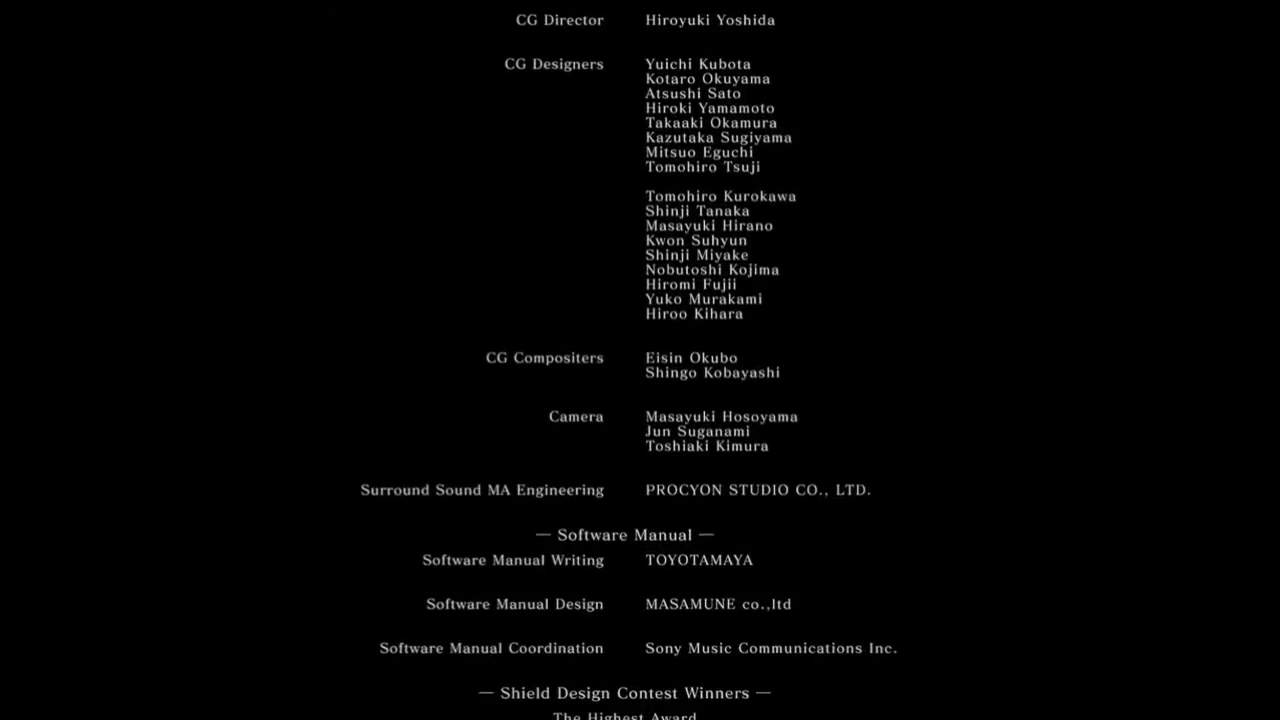 CG Director Hiroyuki Yoshida
CG Designers Yuichi Kubota
Kotaro Okuyama
Atsushi Sato
Hiroki Yamamoto
Takaaki Okamura
Kazutaka Sugiyama
Mitsuo Eguchi
Tomohiro Tsuji
Tomohiro Kurokawa
Shinji Tanaka
Masayuki Hirano
Kwon Suhyun
Shinji Miyake
Nobutoshi Kojima
Hiromi Fujii
Yuko Murakami
Hiroo Kihara
CG Compositers Eisin Okubo
Shingo Kobayashi
Camera Masayuki Hosoyama
Jun Suganami
Toshiaki Kimura
Surround Sound MA Engineering PROCYON STUDIO CO., LTD.
— Software Manual —
Software Manual Writing TOYOTAMAYA
Software Manual Design MASAMUNE co.,ltd
Software Manual Coordination Sony Music Communications Inc.
— Shield Design Contest Winners —
The Highest Award